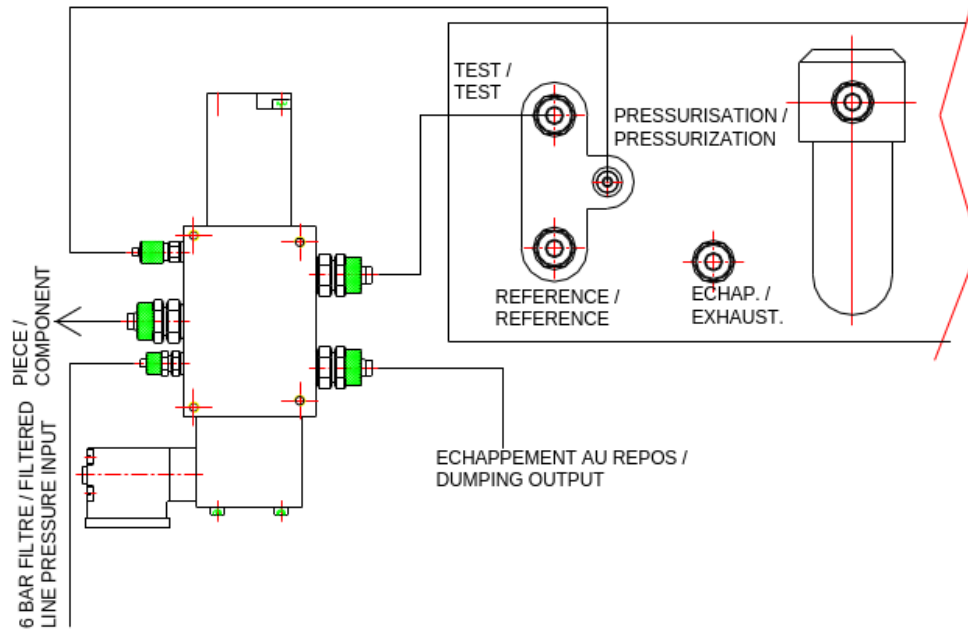 TEST /
TEST
PRESSURISATION /
PRESSURIZATION
REFERENCE /
REFERENCE
ECHAP. /
EXHAUST.
PIECE /
COMPONENT
6 BAR FILTRE / FILTERED
LINE PRESSURE INPUT
ECHAPPEMENT AU REPOS /
DUMPING OUTPUT